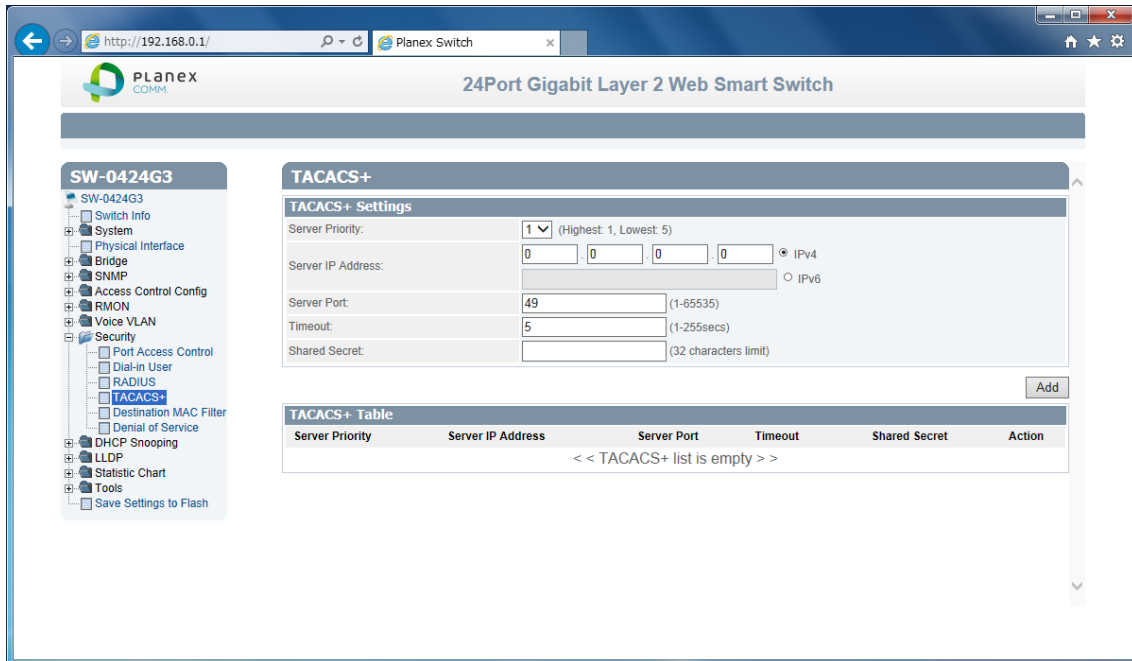 http://192.168.0.1/
Planex Switch
PLANEX
COMM.
24Port Gigabit Layer 2 Web Smart Switch
SW-0424G3
SW-0424G3
Switch Info
System
Physical Interface
Bridge
SNMP
Access Control Config
RMON
Voice VLAN
Security
Port Access Control
Dial-in User
RADIUS
TACACS+
Destination MAC Filter
Denial of Service
DHCP Snooping
LLDP
Statistic Chart
Tools
Save Settings to Flash
TACACS+
TACACS+ Settings
Server Priority: 1 (Highest: 1, Lowest: 5)
Server IP Address: 0 . 0 . 0 . 0 IPv4
IPv6
Server Port: 49 (1-65535)
Timeout: 5 (1-255secs)
Shared Secret: (32 characters limit)
Add
TACACS+ Table
Server Priority Server IP Address Server Port Timeout Shared Secret Action
< < TACACS+ list is empty > >